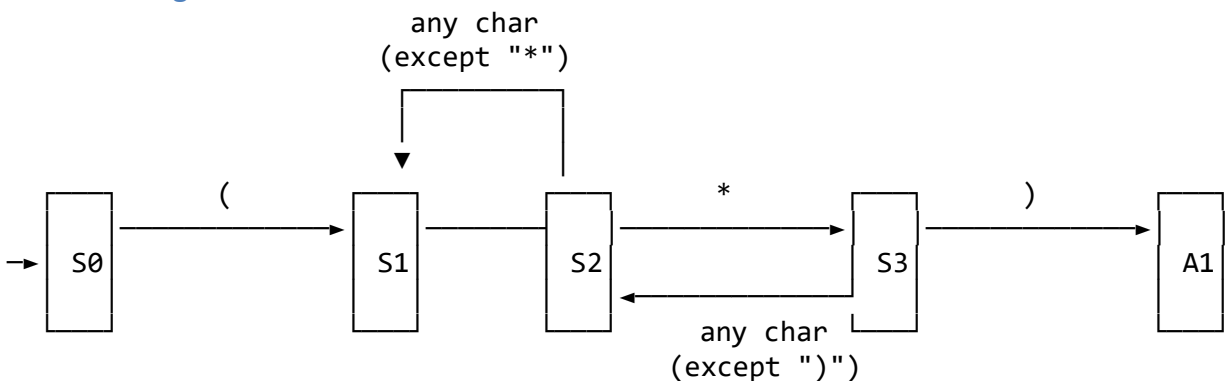 any char
(except "*")
( * )
S0 S1 S2 S3 A1
any char
(except ")")